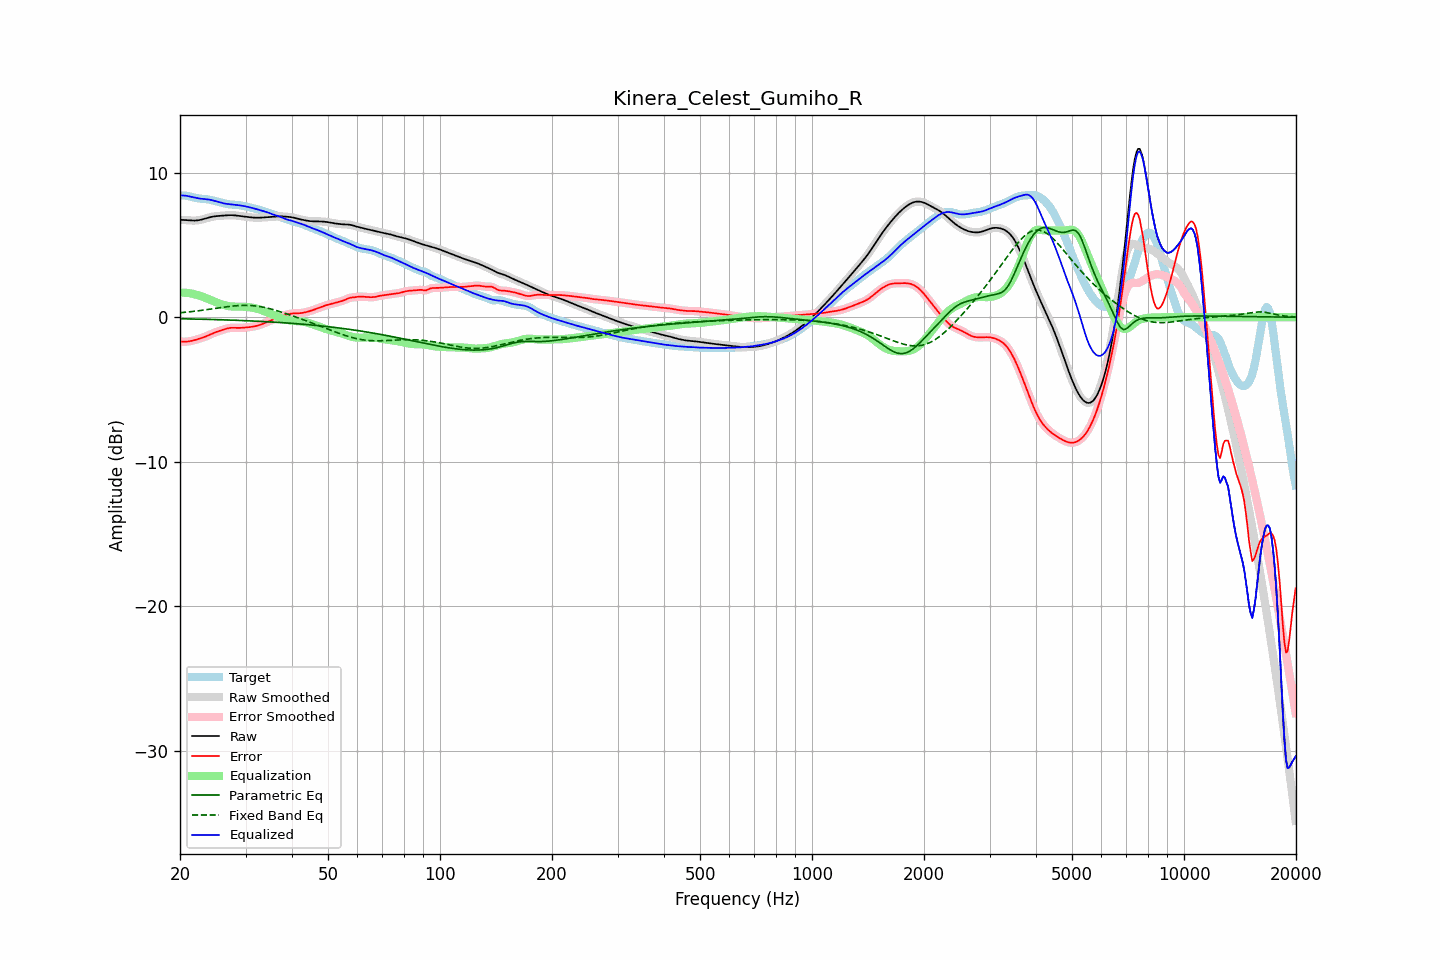 Kinera_Celest_Gumiho_R
Amplitude (dBr)
10
0
−10
−20
−30
Target
Raw Smoothed
Error Smoothed
Raw
Error
Equalization
Parametric Eq
Fixed Band Eq
Equalized
20 50 100 200 500 1000 2000 5000 10000 20000
Frequency (Hz)